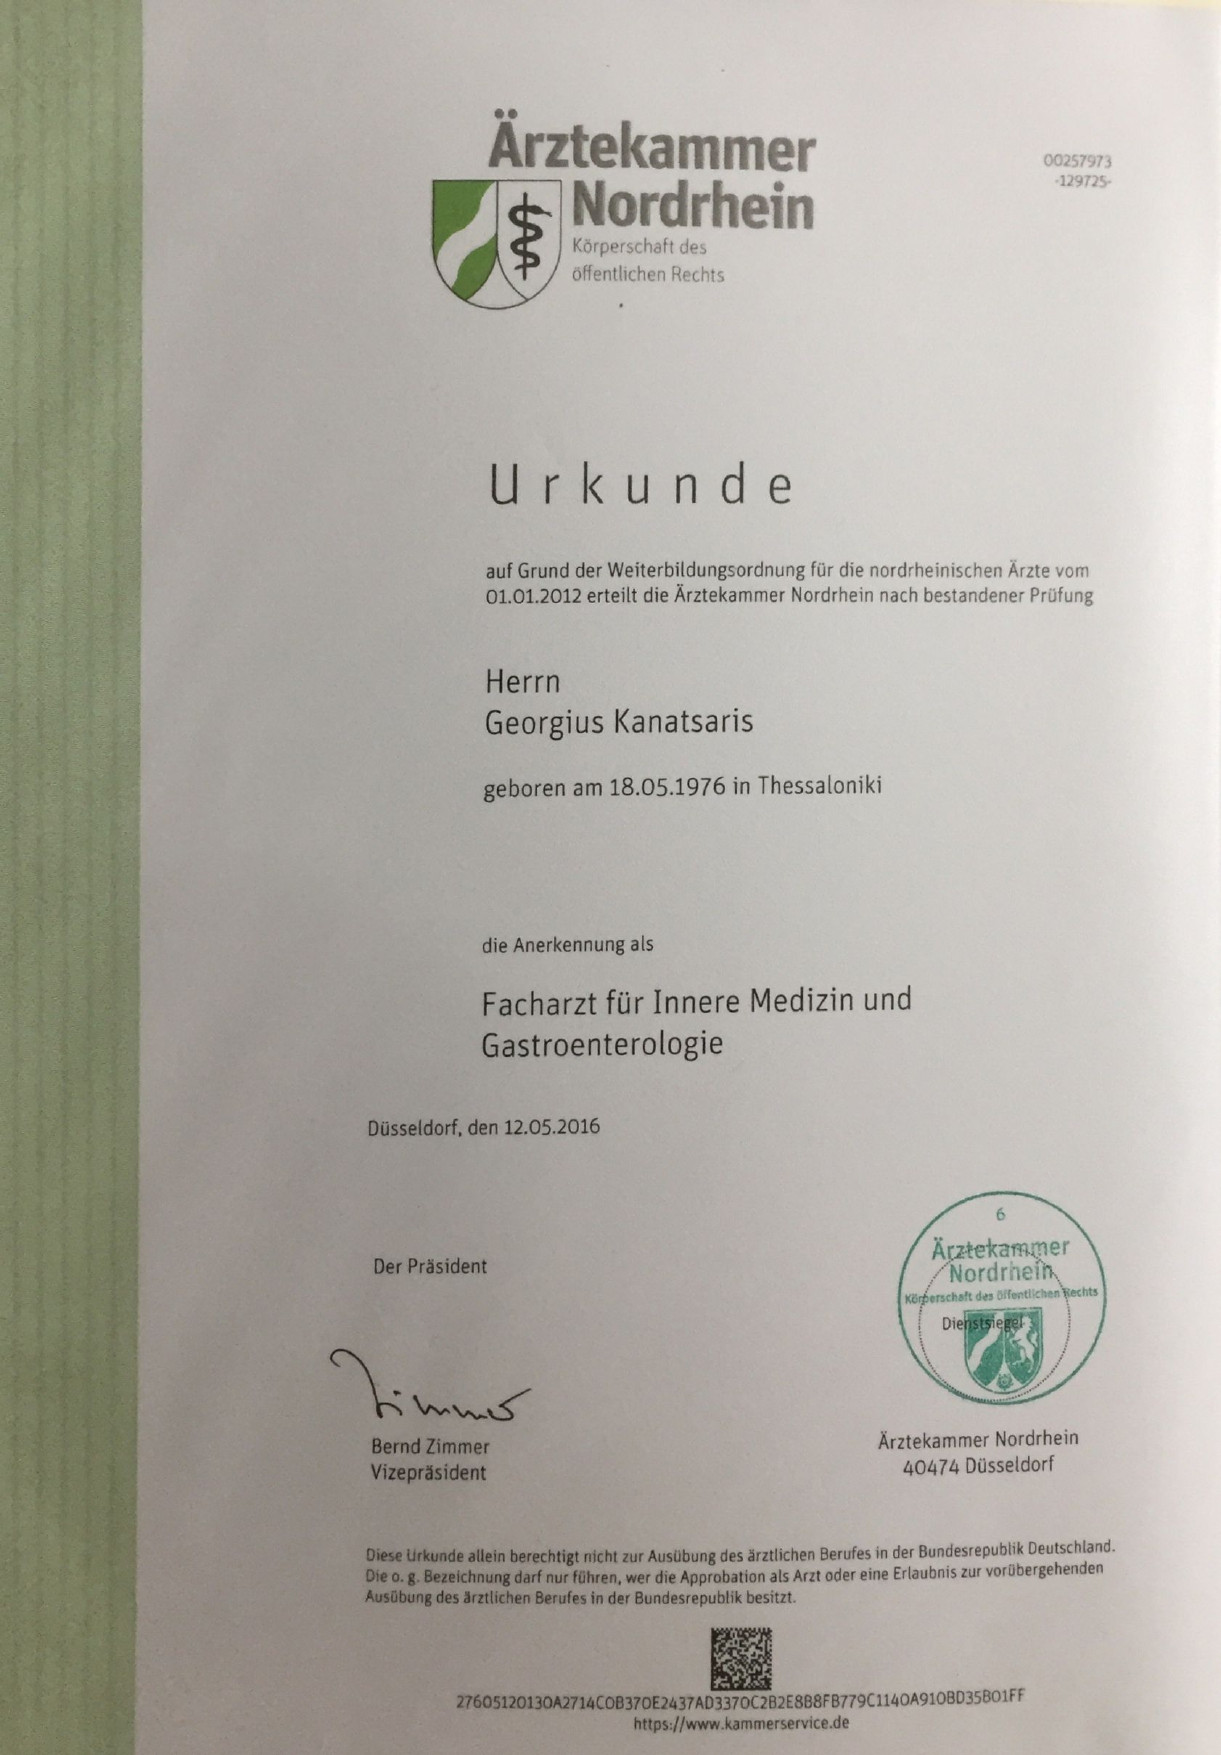 Ärztekammer
Nordrhein
Körperschaft des
öffentlichen Rechts
00257973
-129725-
Urkunde
auf Grund der Weiterbildungsordnung für die nordrheinischen Ärzte vom
01.01.2012 erteilt die Ärztekammer Nordrhein nach bestandener Prüfung
Herrn
Georgius Kanatsaris
geboren am 18.05.1976 in Thessaloniki
die Anerkennung als
Facharzt für Innere Medizin und
Gastroenterologie
Düsseldorf, den 12.05.2016
Der Präsident
6
Ärztekammer
Nordrhein
Körperschaft des öffentlichen Rechts
Dienstsiegel
Zimmer
Bernd Zimmer
Vizepräsident
Ärztekammer Nordrhein
40474 Düsseldorf
Diese Urkunde allein berechtigt nicht zur Ausübung des ärztlichen Berufes in der Bundesrepublik Deutschland.
Die o. g. Bezeichnung darf nur führen, wer die Approbation als Arzt oder eine Erlaubnis zur vorübergehenden
Ausübung des ärztlichen Berufes in der Bundesrepublik besitzt.
27605120130A2714C0B370E2437AD3370C2B2E8B8FB779C1140A910BD35B01FF
https://www.kammerservice.de